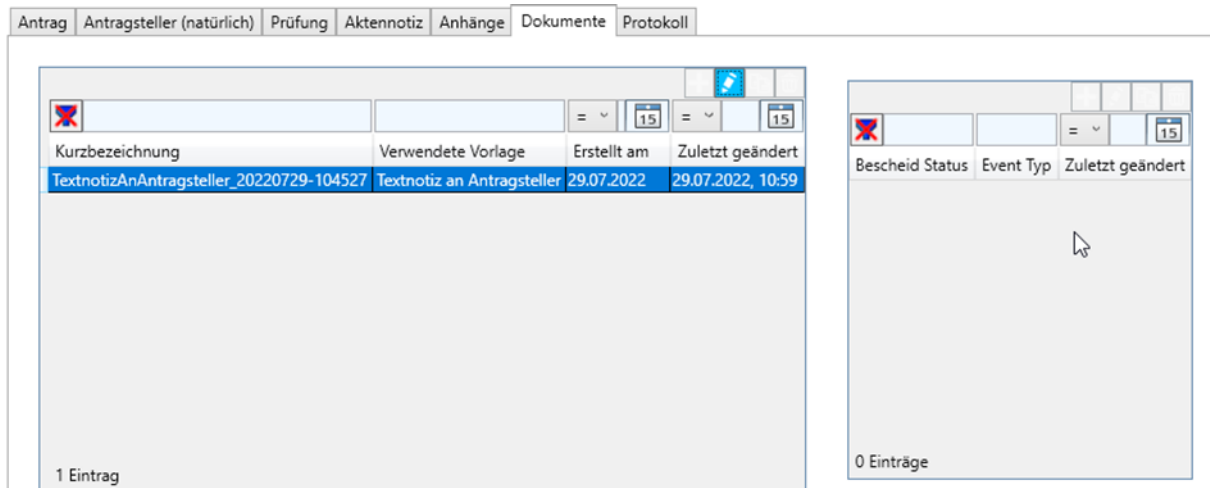 Antrag Antragsteller (natürlich) Prüfung Aktennotiz Anhänge Dokumente Protokoll
= 15 = 15
Kurzbezeichnung Verwendete Vorlage Erstellt am Zuletzt geändert
TextnotizAnAntragsteller_20220729-104527 Textnotiz an Antragsteller 29.07.2022 29.07.2022, 10:59
1 Eintrag
= 15
Bescheid Status Event Typ Zuletzt geändert
0 Einträge